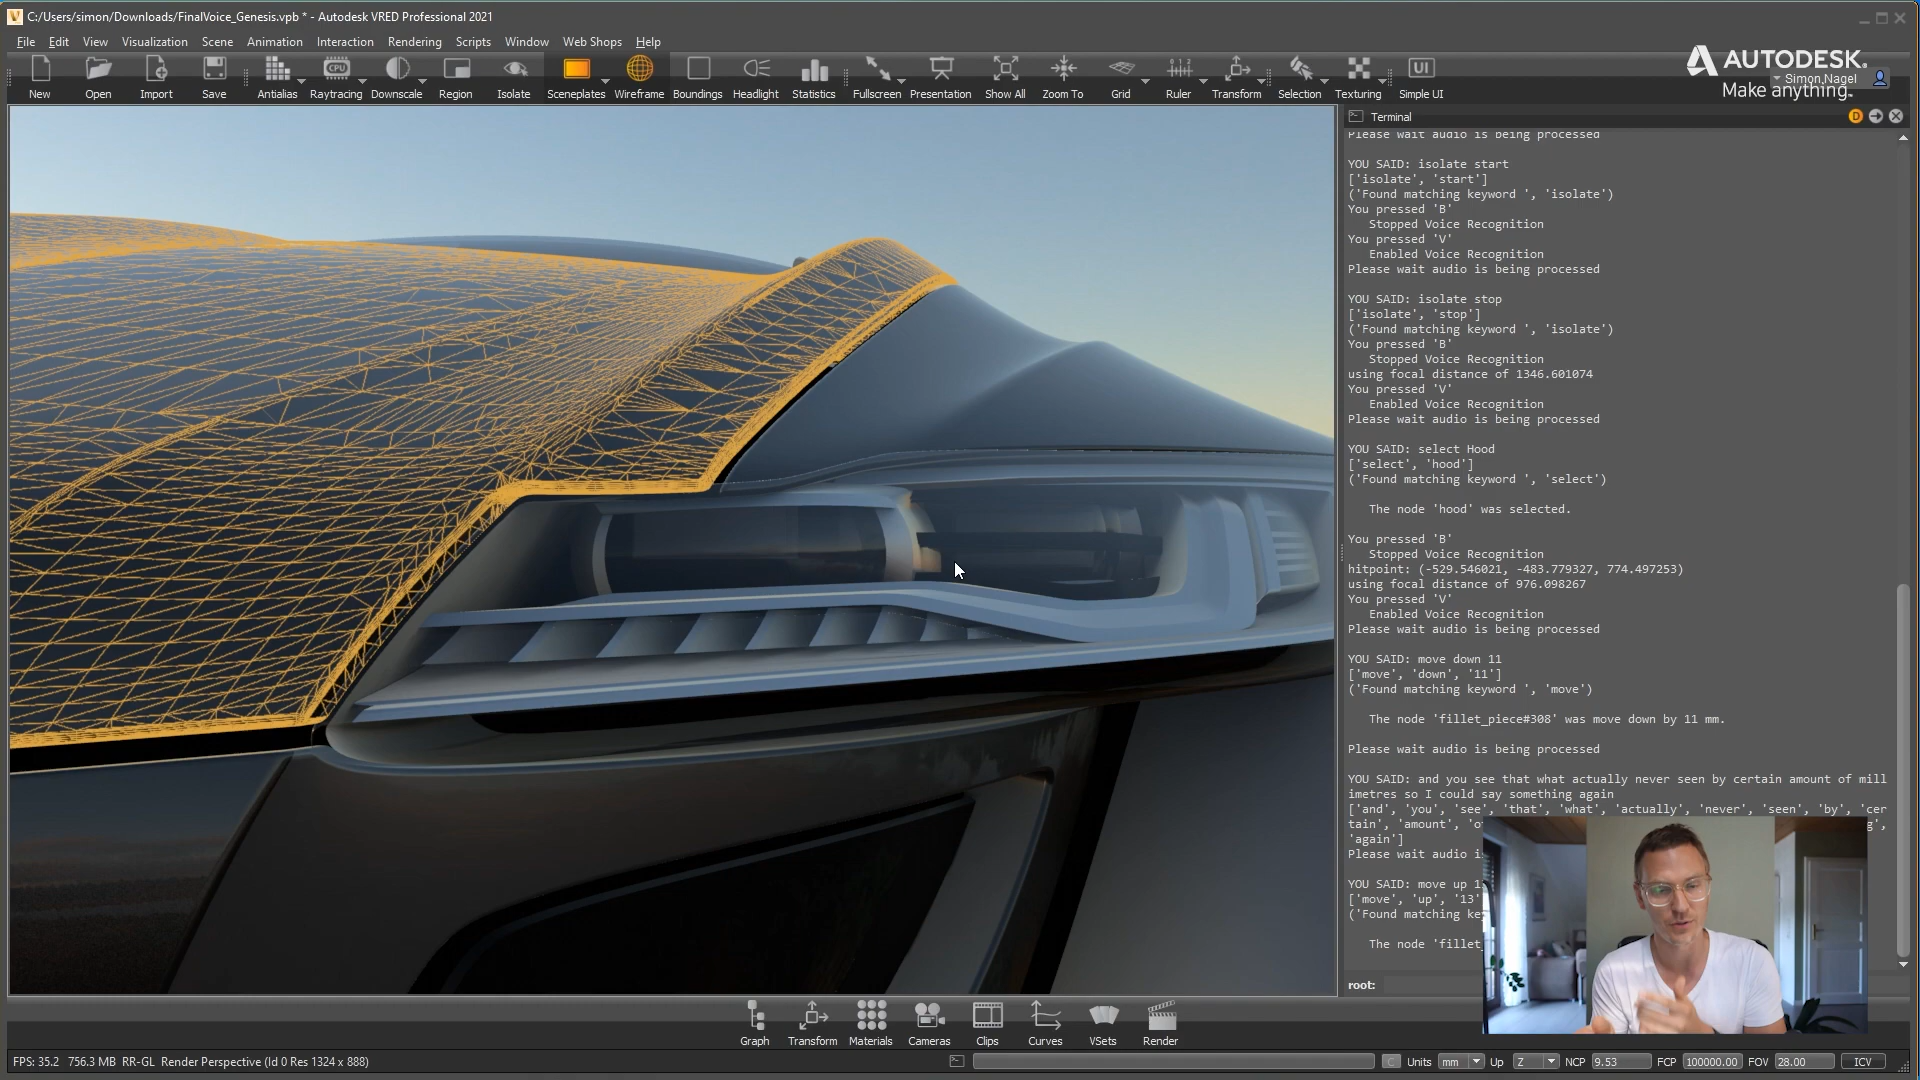 C:/Users/simon/Downloads/FinalVoice_Genesis.vpb * - Autodesk VRED Professional 2021
File Edit View Visualization Scene Animation Interaction Rendering Scripts Window Web Shops Help
New Open Import Save Antialias Raytracing Downscale Region Isolate Sceneplates Wireframe Boundings Headlight Statistics Fullscreen Presentation Show All Zoom To Grid Ruler Transform Selection Texturing Simple UI
CPU
UI
AUTODESK.
Simon.Nagel
Make anything.
Terminal
D
Please wait audio is being processed
YOU SAID: isolate start
['isolate', 'start']
('Found matching keyword ', 'isolate')
You pressed 'B'
Stopped Voice Recognition
You pressed 'V'
Enabled Voice Recognition
Please wait audio is being processed
YOU SAID: isolate stop
['isolate', 'stop']
('Found matching keyword ', 'isolate')
You pressed 'B'
Stopped Voice Recognition
using focal distance of 1346.601074
You pressed 'V'
Enabled Voice Recognition
Please wait audio is being processed
YOU SAID: select Hood
['select', 'hood']
('Found matching keyword ', 'select')
The node 'hood' was selected.
You pressed 'B'
Stopped Voice Recognition
hitpoint: (-529.546021, -483.779327, 774.497253)
using focal distance of 976.098267
You pressed 'V'
Enabled Voice Recognition
Please wait audio is being processed
YOU SAID: move down 11
['move', 'down', '11']
('Found matching keyword ', 'move')
The node 'fillet_piece#308' was move down by 11 mm.
Please wait audio is being processed
YOU SAID: and you see that what actually never seen by certain amount of mill
imetres so I could say something again
['and', 'you', 'see', 'that', 'what', 'actually', 'never', 'seen', 'by', 'cer
tain', 'amount', 'o g',
'again']
Please wait audio i
YOU SAID: move up 1
['move', 'up', '13'
('Found matching ke
The node 'fillet_
root:
Graph Transform Materials Cameras Clips Curves VSets Render
FPS: 35.2 756.3 MB RR-GL Render Perspective (Id 0 Res 1324 x 888)
C Units mm Up Z NCP 9.53 FCP 100000.00 FOV 28.00 ICV